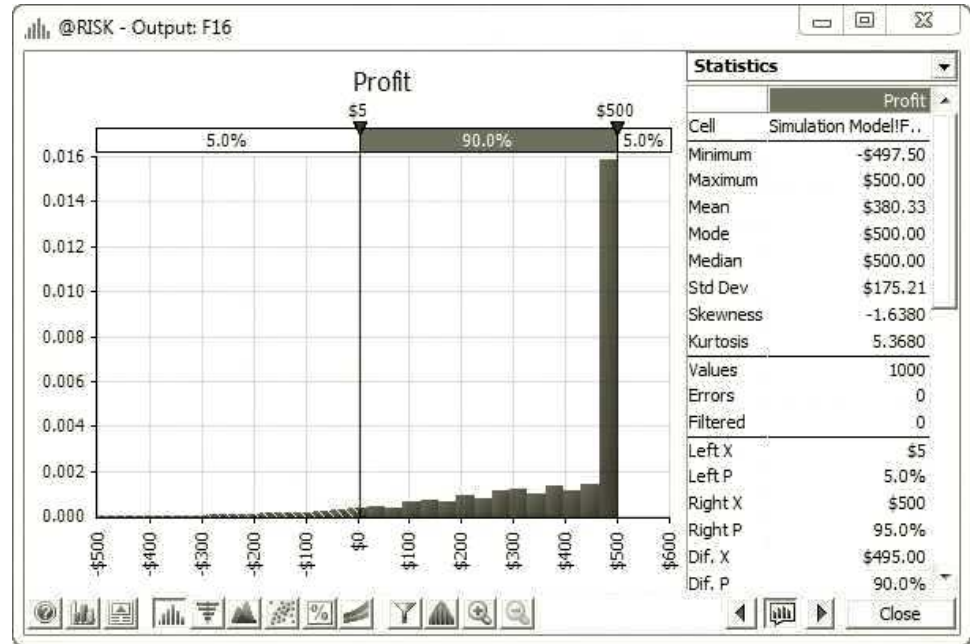 @RISK - Output: F16
Profit
$5 $500
5.0% 90.0% 5.0%
0.016
0.014
0.012
0.010
0.008
0.006
0.004
0.002
0.000
-$500 -$400 -$300 -$200 -$100 $0 $100 $200 $300 $400 $500 $600
Statistics
Profit
Cell Simulation Model!F..
Minimum -$497.50
Maximum $500.00
Mean $380.33
Mode $500.00
Median $500.00
Std Dev $175.21
Skewness -1.6380
Kurtosis 5.3680
Values 1000
Errors 0
Filtered 0
Left X $5
Left P 5.0%
Right X $500
Right P 95.0%
Dif. X $495.00
Dif. P 90.0%
? % Close